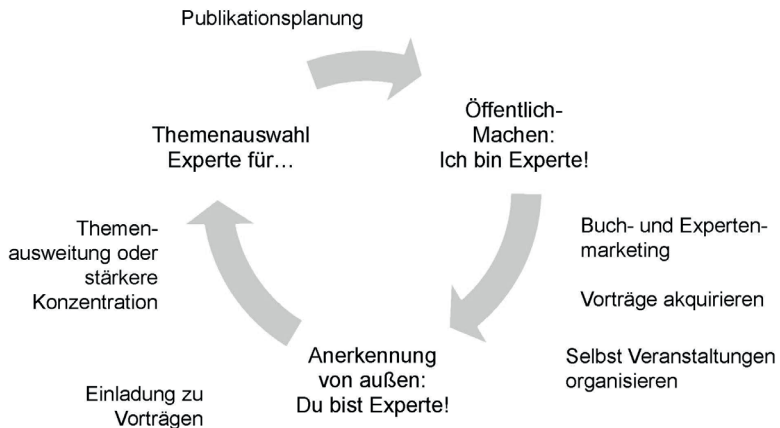 Publikationsplanung
Themenauswahl
Experte für…
Öffentlich-
Machen:
Ich bin Experte!
Buch- und Experten-
marketing
Vorträge akquirieren
Selbst Veranstaltungen
organisieren
Anerkennung
von außen:
Du bist Experte!
Einladung zu
Vorträgen
Themen-
ausweitung oder
stärkere
Konzentration